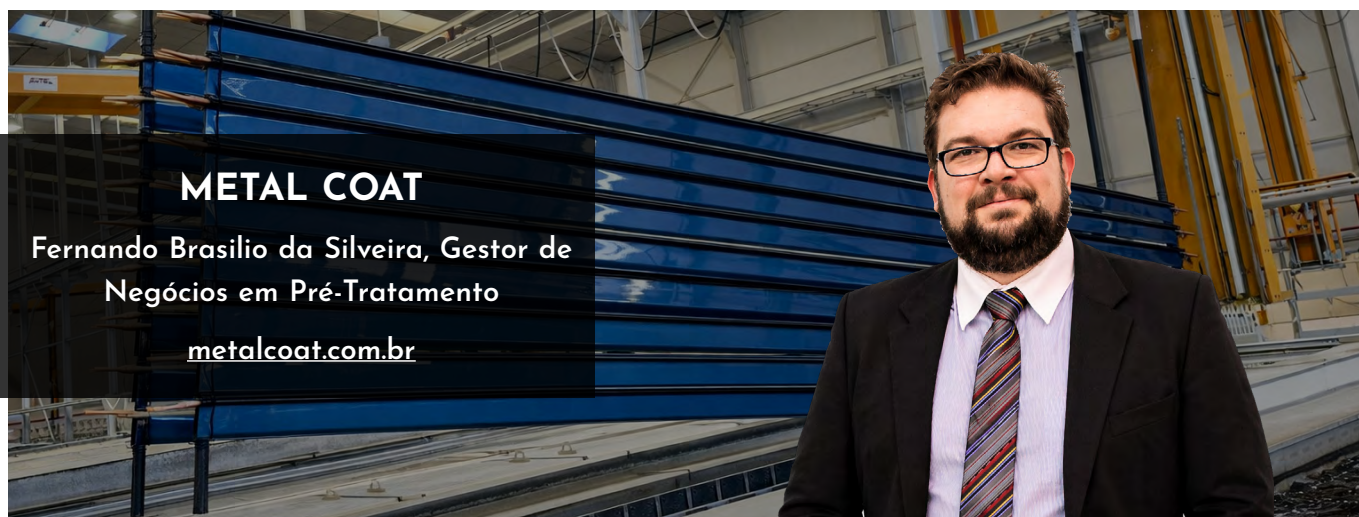 METAL COAT
Fernando Brasilio da Silveira, Gestor de
Negócios em Pré-Tratamento
metalcoat.com.br